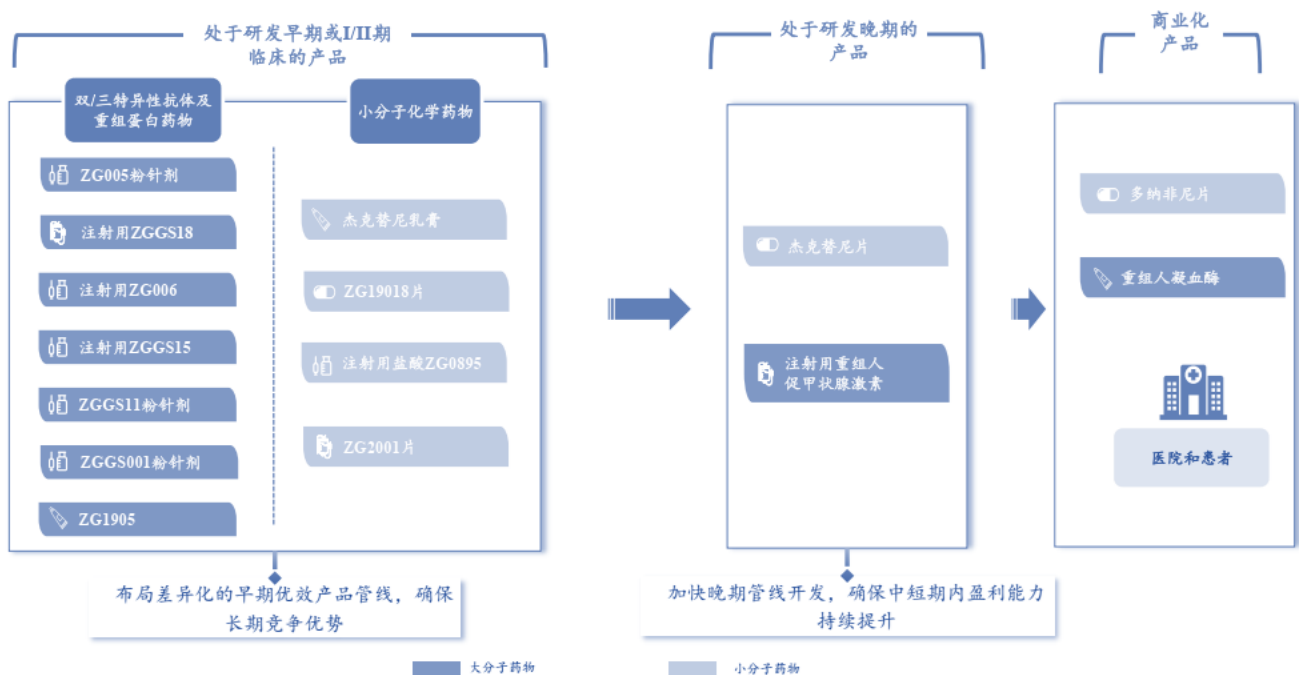 处于研发早期或I/II期
临床的产品
双/三特异性抗体及
重组蛋白药物
ZG005粉针剂
注射用ZGGS18
注射用ZG006
注射用ZGGS15
ZGGS11粉针剂
ZGGS001粉针剂
ZG1905
小分子化学药物
杰克替尼乳膏
ZG19018片
注射用盐酸ZG0895
ZG2001片
布局差异化的早期优效产品管线，确保
长期竞争优势
处于研发晚期的
产品
杰克替尼片
注射用重组人
促甲状腺激素
加快晚期管线开发，确保中短期内盈利能力
持续提升
商业化
产品
多纳非尼片
重组人凝血酶
医院和患者
大分子药物
小分子药物